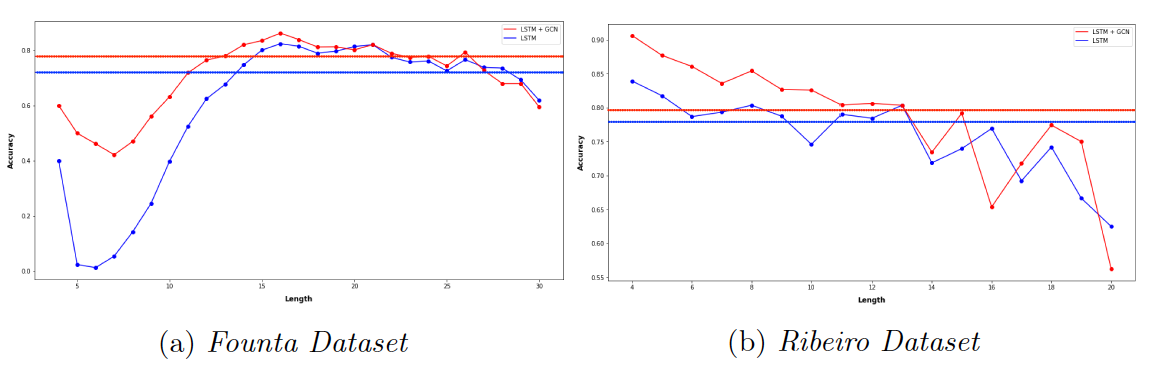 LSTM + GCN
LSTM
0.8
0.6
0.4
0.2
0.0
Accuracy
5 10 15 20 25 30
Length
(a) Founta Dataset
LSTM + GCN
LSTM
0.90
0.85
0.80
0.75
0.70
0.65
0.60
0.55
Accuracy
4 6 8 10 12 14 16 18 20
Length
(b) Ribeiro Dataset